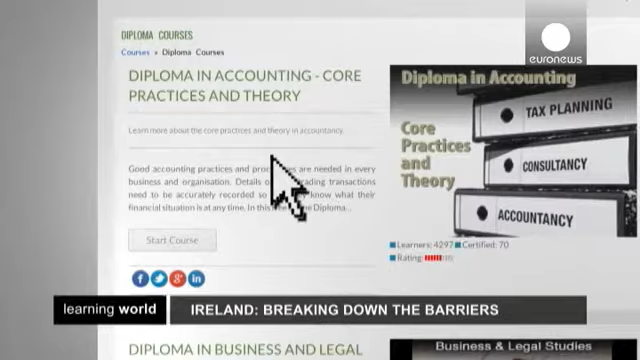 euronews
DIPLOMA COURSES
Courses » Diploma Courses
DIPLOMA IN ACCOUNTING - CORE
PRACTICES AND THEORY
Learn more about the core practices and theory in accountancy.
Good accounting practices and are needed in every
business and organisation. Details trading transactions
need to be accurately recorded so know what their
financial situation is at any time. In this Diploma...
Start Course
Diploma in Accounting
Core
Practices
and
Theory
TAX PLANNING
CONSULTANCY
ACCOUNTANCY
Learners: 4297 Certified: 70
Rating:
learning world
IRELAND: BREAKING DOWN THE BARRIERS
DIPLOMA IN BUSINESS AND LEGAL
Business & Legal Studies